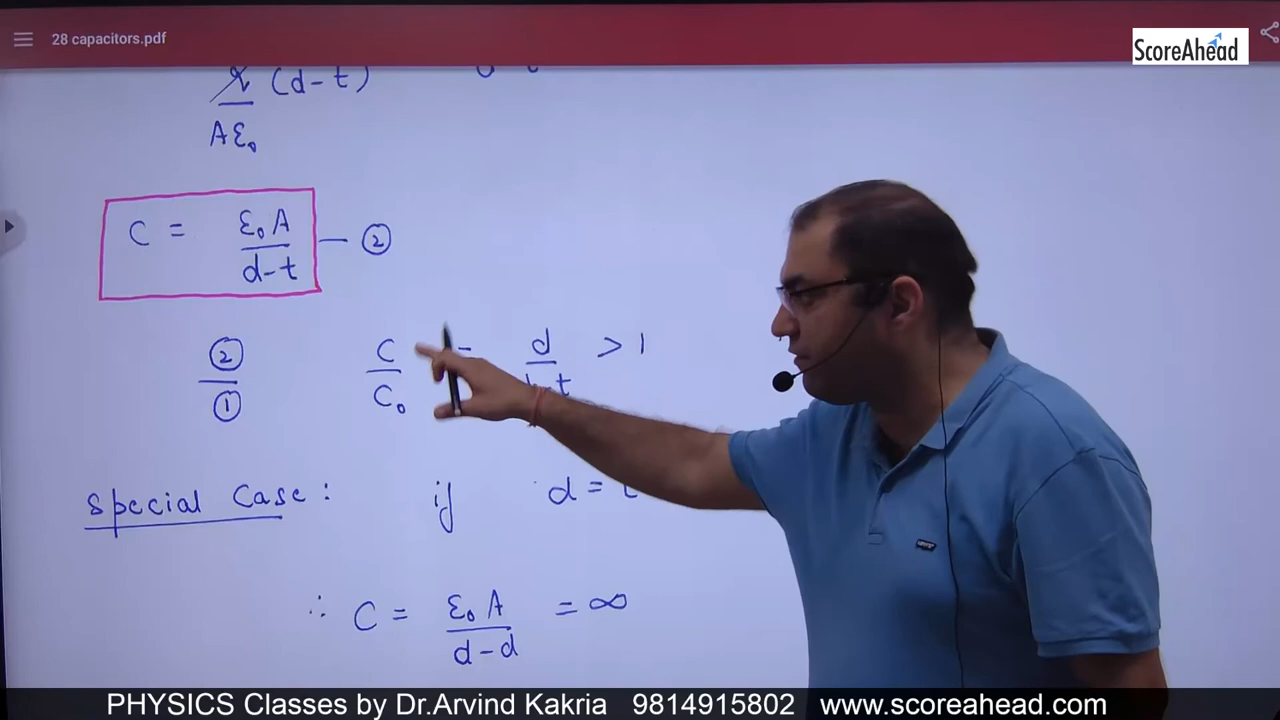 28 capacitors.pdf
ScoreAhead
(d-t)
Aε₀
C = ε₀A / d-t — ②
② / ① C / C₀ = d / -t > 1
Special Case : if d =
∴ C = ε₀A / d-d = ∞
PHYSICS Classes by Dr.Arvind Kakria 9814915802 www.scoreahead.com